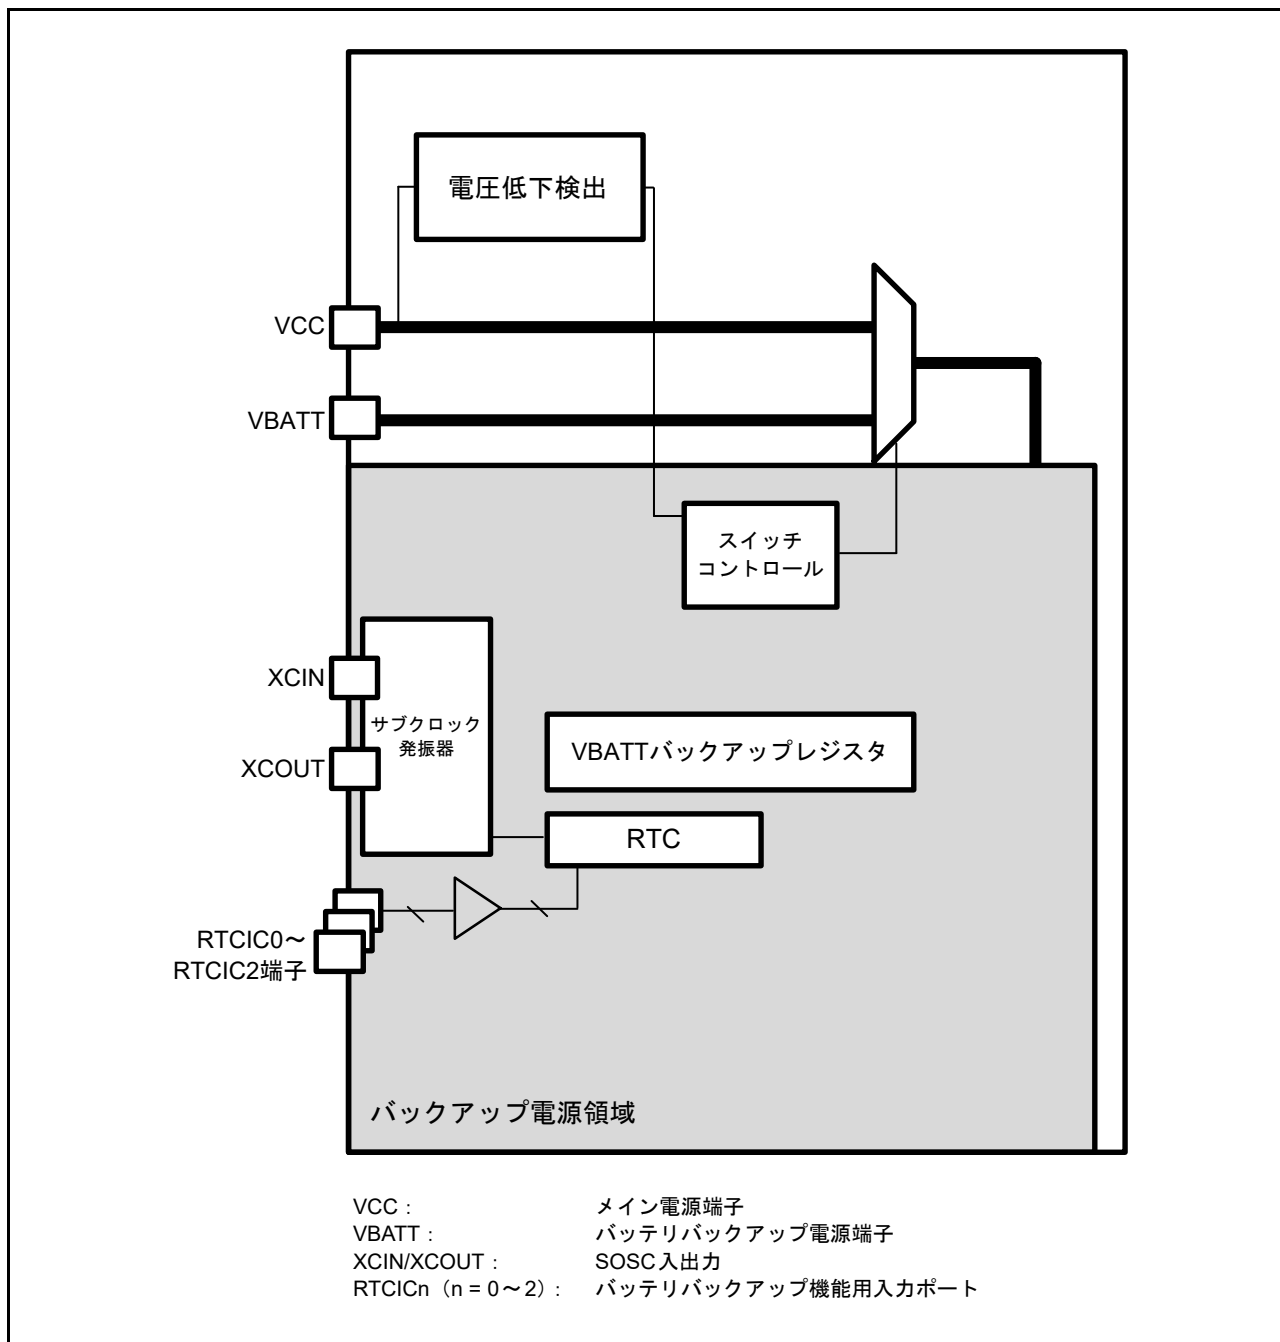 電圧低下検出
VCC
VBATT
スイッチ
コントロール
XCIN
サブクロック
発振器
XCOUT
VBATTバックアップレジスタ
RTC
RTCIC0～
RTCIC2端子
バックアップ電源領域
VCC : メイン電源端子
VBATT : バッテリバックアップ電源端子
XCIN/XCOUT : SOSC入出力
RTCICn（n = 0～2）: バッテリバックアップ機能用入力ポート